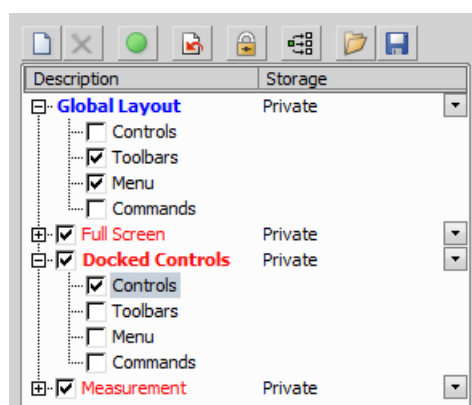 Description Storage
Global Layout Private
Controls
Toolbars
Menu
Commands
Full Screen Private
Docked Controls Private
Controls
Toolbars
Menu
Commands
Measurement Private